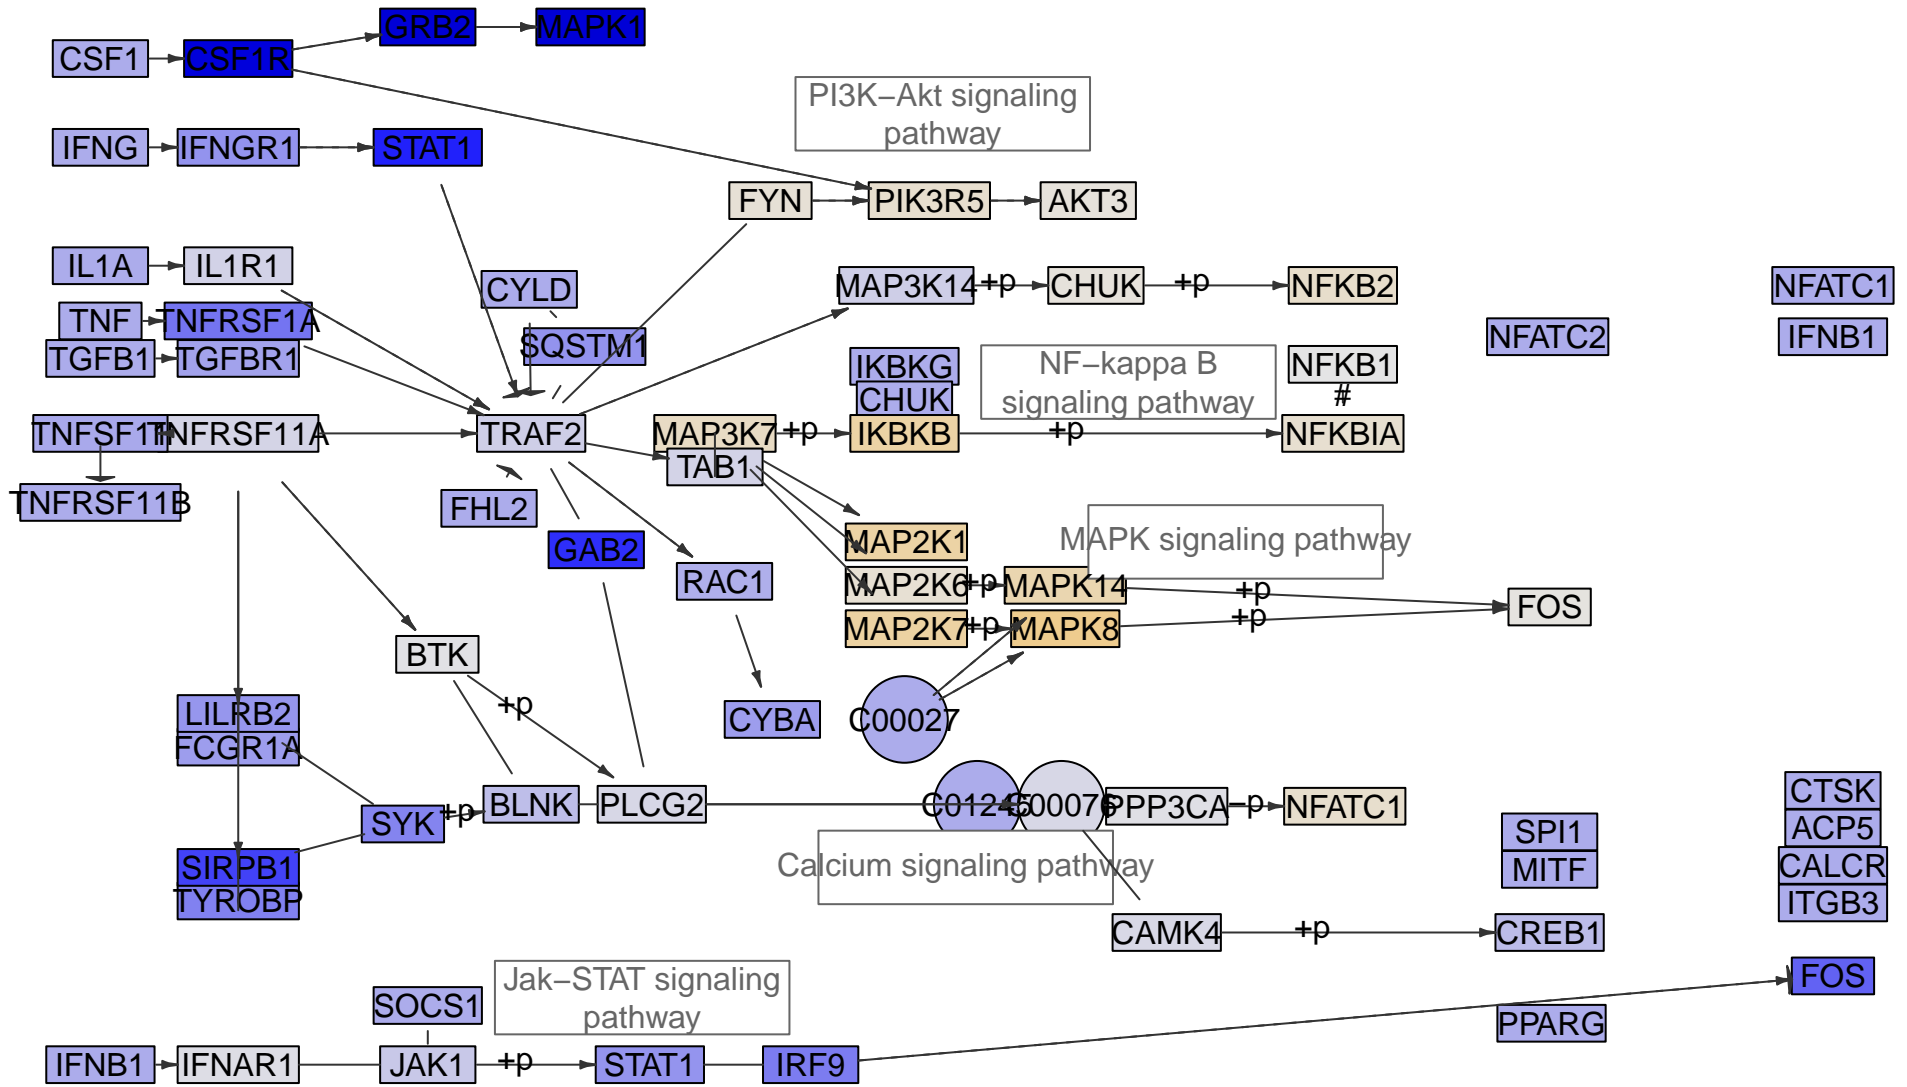 GRB2
MAPK1
CSF1
CSF1R
PI3K−Akt signaling
pathway
IFNG
IFNGR1
STAT1
FYN
PIK3R5
AKT3
IL1A
IL1R1
CYLD
MAP3K14
+p
CHUK
+p
NFKB2
NFATC1
TNF
TNFRSF1A
SQSTM1
NFATC2
IFNB1
TGFB1
TGFBR1
IKBKG
NF−kappa B
signaling pathway
NFKB1
CHUK
#
TNFSF11
TNFRSF11A
TRAF2
MAP3K7
+p
IKBKB
+p
NFKBIA
TAB1
TNFRSF11B
FHL2
GAB2
MAP2K1
MAPK signaling pathway
RAC1
MAP2K6
+p
MAPK14
+p
FOS
MAP2K7
+p
MAPK8
+p
BTK
LILRB2
+p
CYBA
C00027
FCGR1A
SYK
+p
BLNK
PLCG2
C01245
C00076
PPP3CA
−p
NFATC1
CTSK
SPI1
ACP5
SIRPB1
Calcium signaling pathway
MITF
CALCR
TYROBP
ITGB3
CAMK4
+p
CREB1
Jak−STAT signaling
pathway
FOS
SOCS1
PPARG
IFNB1
IFNAR1
JAK1
+p
STAT1
IRF9